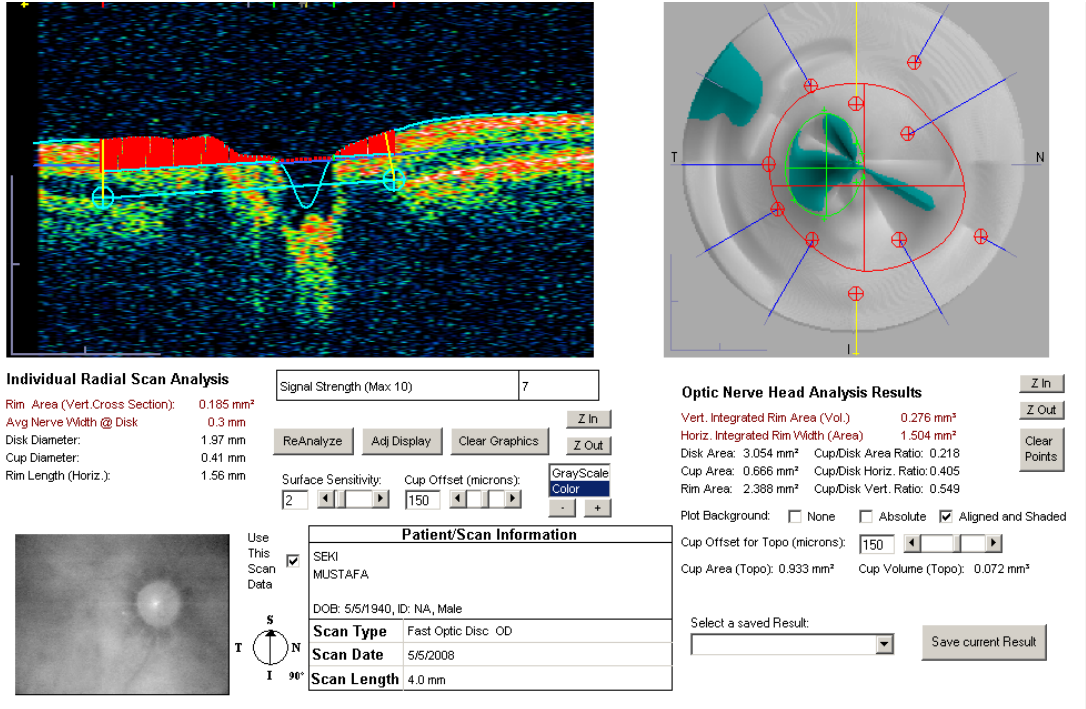 T
N
I
Individual Radial Scan Analysis
Rim Area (Vert.Cross Section): 0.185 mm²
Avg Nerve Width @ Disk 0.3 mm
Disk Diameter: 1.97 mm
Cup Diameter: 0.41 mm
Rim Length (Horiz.): 1.56 mm
Signal Strength (Max 10) 7
ReAnalyze
Adj Display
Clear Graphics
Z In
Z Out
Surface Sensitivity:
2
Cup Offset (microns):
150
GrayScale
Color
- +
Optic Nerve Head Analysis Results
Vert. Integrated Rim Area (Vol.) 0.276 mm³
Horiz. Integrated Rim Width (Area) 1.504 mm²
Disk Area: 3.054 mm² Cup/Disk Area Ratio: 0.218
Cup Area: 0.666 mm² Cup/Disk Horiz. Ratio: 0.405
Rim Area: 2.388 mm² Cup/Disk Vert. Ratio: 0.549
Z In
Z Out
Clear
Points
Plot Background: None Absolute Aligned and Shaded
Cup Offset for Topo (microns): 150
Cup Area (Topo): 0.933 mm² Cup Volume (Topo): 0.072 mm³
Select a saved Result:
Save current Result
Use
This
Scan
Data
S
T N
I 90°
Patient/Scan Information
SEKI
MUSTAFA
DOB: 5/5/1940, ID: NA, Male
Scan Type Fast Optic Disc OD
Scan Date 5/5/2008
Scan Length 4.0 mm